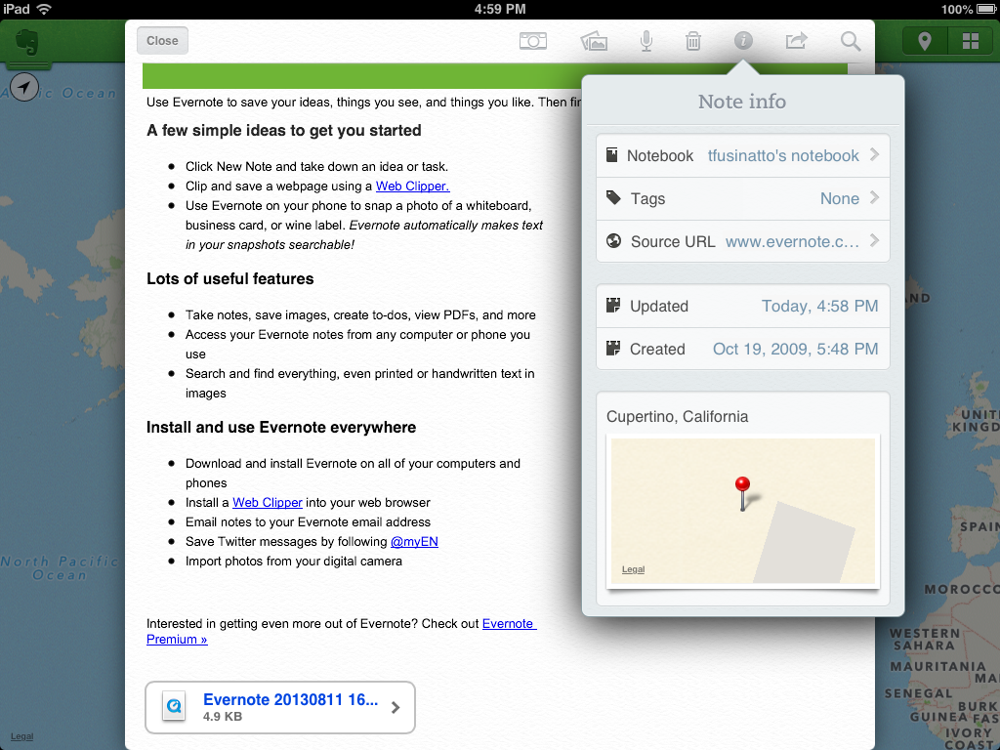 iPad 4:59 PM 100%
Close
Use Evernote to save your ideas, things you see, and things you like. Then
A few simple ideas to get you started
Click New Note and take down an idea or task.
Clip and save a webpage using a Web Clipper.
Use Evernote on your phone to snap a photo of a whiteboard,
business card, or wine label. Evernote automatically makes text
in your snapshots searchable!
Lots of useful features
Take notes, save images, create to-dos, view PDFs, and more
Access your Evernote notes from any computer or phone you
use
Search and find everything, even printed or handwritten text in
images
Install and use Evernote everywhere
Download and install Evernote on all of your computers and
phones
Install a Web Clipper into your web browser
Email notes to your Evernote email address
Save Twitter messages by following @myEN
Import photos from your digital camera
Interested in getting even more out of Evernote? Check out Evernote
Premium »
Evernote 20130811 16...
4.9 KB
Note info
Notebook tfusinatto's notebook
Tags None
Source URL www.evernote.c...
Updated Today, 4:58 PM
Created Oct 19, 2009, 5:48 PM
Cupertino, California
Legal
Ocean
North Pacific
Ocean
Legal
UNIT
KINGD
SPAIN
MOROCCO
WESTERN
SAHARA
MAURITANIA
MA
SENEGAL
BURK
GUINEA FAS
IVORY
COAST